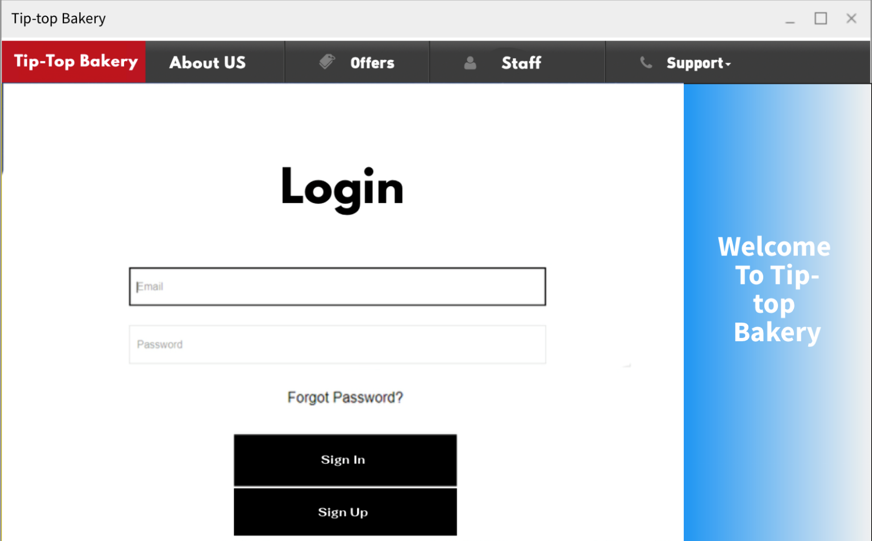 Tip-top Bakery
Tip-Top Bakery About US Offers Staff Support
Login
Email
Password
Forgot Password?
Sign In
Sign Up
Welcome
To Tip-
top
Bakery